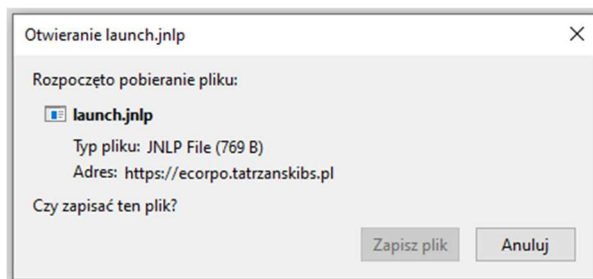 Otwieranie launch.jnlp
Rozpoczęto pobieranie pliku:
launch.jnlp
Typ pliku: JNLP File (769 B)
Adres: https://ecorpo.tatrzanskibs.pl
Czy zapisać ten plik?
Zapisz plik Anuluj